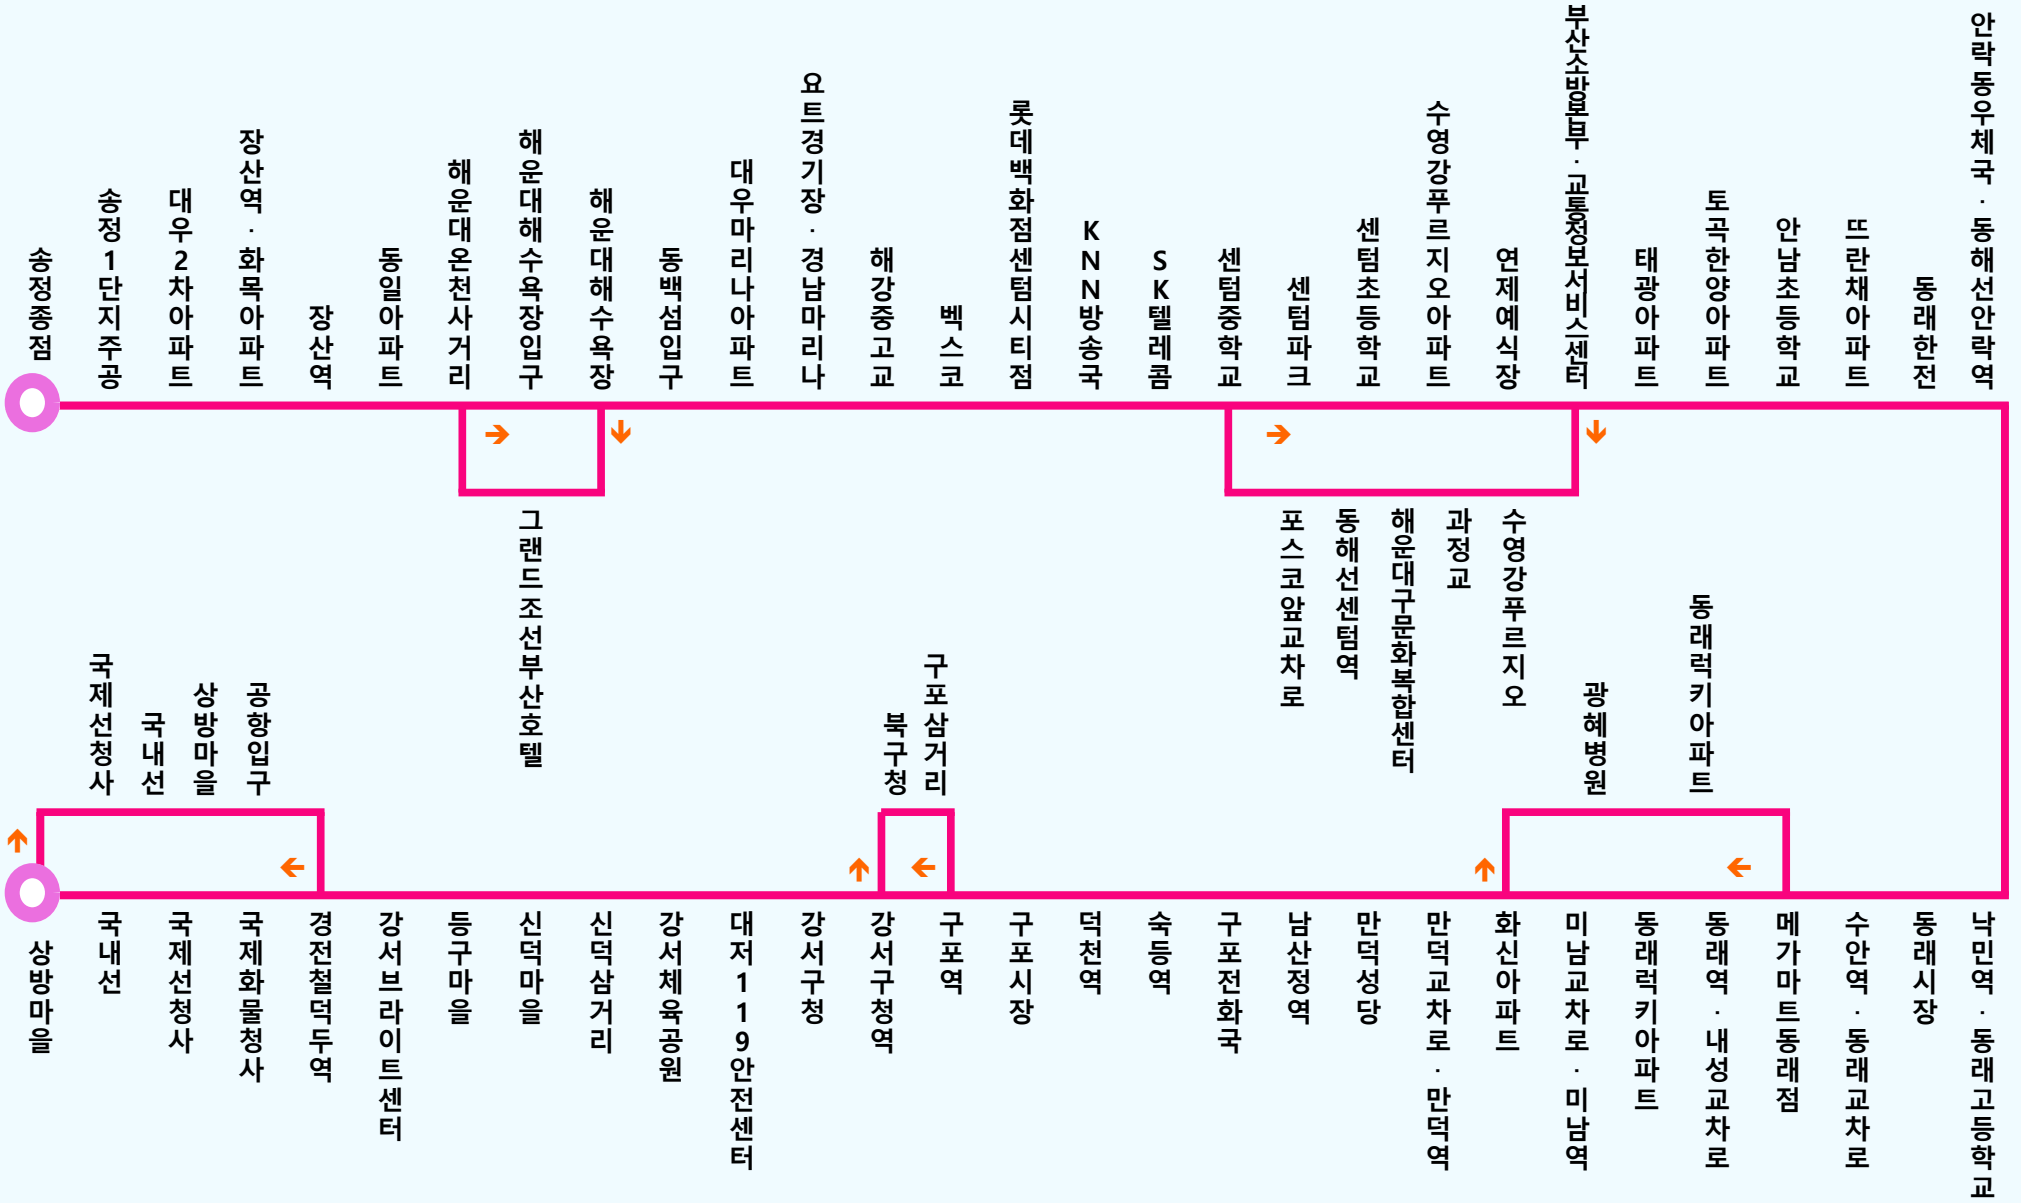 송정종점
송정1단지주공
대우2차아파트
장산역·화목아파트
장산역
동일아파트
해운대온천사거리
해운대해수욕장입구
해운대해수욕장
동백섬입구
대우마리나아파트
요트경기장·경남마리나
해강중고교
벡스코
롯데백화점센텀시티점
KNN방송국
SK텔레콤
센텀중학교
센텀파크
센텀초등학교
수영강푸르지오아파트
연제예식장
부산소방본부·교통정보서비스센터
태광아파트
토곡한양아파트
안남초등학교
뜨란채아파트
동래한전
안락동우체국·동해선안락역
그랜드조선부산호텔
포스코앞교차로
동해선센텀역
해운대구문화복합센터
과정교
수영강푸르지오
국제선청사
국내선
상방마을
공항입구
북구청
구포삼거리
광혜병원
동래럭키아파트
상방마을
국내선
국제선청사
국제화물청사
경전철덕두역
강서브라이트센터
등구마을
신덕마을
신덕삼거리
강서체육공원
대저119안전센터
강서구청
강서구청역
구포역
구포시장
덕천역
숙등역
구포전화국
남산정역
만덕성당
만덕교차로·만덕역
화신아파트
미남교차로·미남역
동래럭키아파트
동래역·내성교차로
메가마트동래점
수안역·동래교차로
동래시장
낙민역·동래고등학교